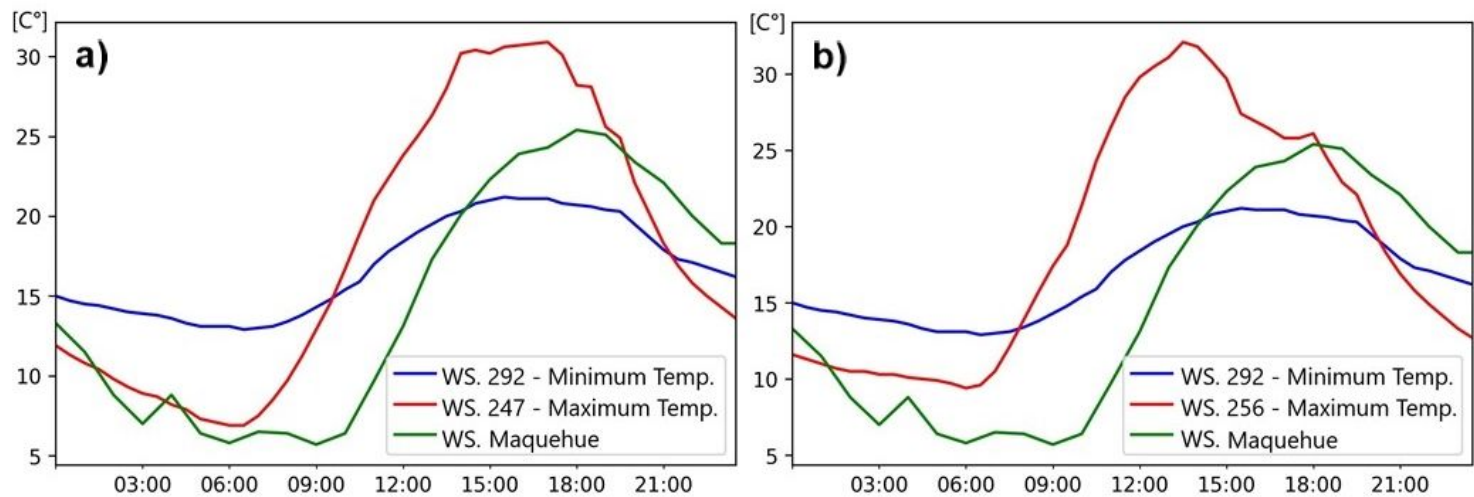 [C°]
a)
30
25
20
15
10
5
03:00 06:00 09:00 12:00 15:00 18:00 21:00
WS. 292 - Minimum Temp.
WS. 247 - Maximum Temp.
WS. Maquehue
[C°]
b)
30
25
20
15
10
5
03:00 06:00 09:00 12:00 15:00 18:00 21:00
WS. 292 - Minimum Temp.
WS. 256 - Maximum Temp.
WS. Maquehue